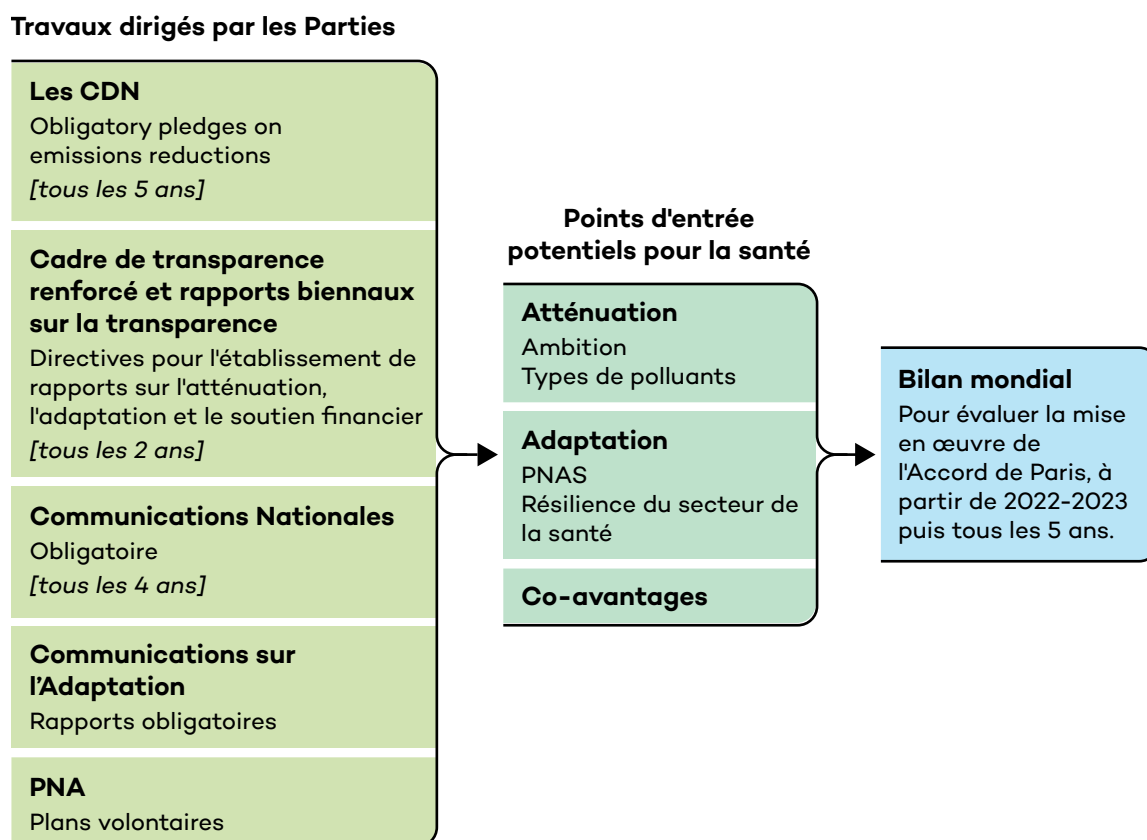 Travaux dirigés par les Parties
Les CDN
Obligatory pledges on
emissions reductions
[tous les 5 ans]
Cadre de transparence
renforcé et rapports biennaux
sur la transparence
Directives pour l'établissement de
rapports sur l'atténuation,
l'adaptation et le soutien financier
[tous les 2 ans]
Communications Nationales
Obligatoire
[tous les 4 ans]
Communications sur
l’Adaptation
Rapports obligatoires
PNA
Plans volontaires
Points d'entrée
potentiels pour la santé
Atténuation
Ambition
Types de polluants
Adaptation
PNAS
Résilience du secteur de
la santé
Co-avantages
Bilan mondial
Pour évaluer la mise
en œuvre de
l'Accord de Paris, à
partir de 2022-2023
puis tous les 5 ans.